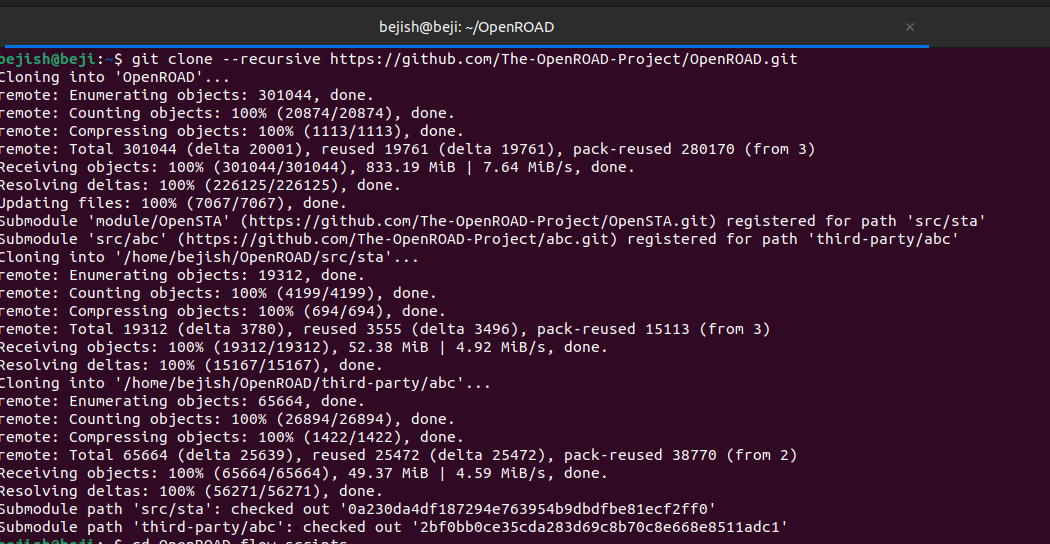 bejish@beji: ~/OpenROAD
bejish@beji:~$ git clone --recursive https://github.com/The-OpenROAD-Project/OpenROAD.git
Cloning into 'OpenROAD'...
remote: Enumerating objects: 301044, done.
remote: Counting objects: 100% (20874/20874), done.
remote: Compressing objects: 100% (1113/1113), done.
remote: Total 301044 (delta 20001), reused 19761 (delta 19761), pack-reused 280170 (from 3)
Receiving objects: 100% (301044/301044), 833.19 MiB | 7.64 MiB/s, done.
Resolving deltas: 100% (226125/226125), done.
Updating files: 100% (7067/7067), done.
Submodule 'module/OpenSTA' (https://github.com/The-OpenROAD-Project/OpenSTA.git) registered for path 'src/sta'
Submodule 'src/abc' (https://github.com/The-OpenROAD-Project/abc.git) registered for path 'third-party/abc'
Cloning into '/home/bejish/OpenROAD/src/sta'...
remote: Enumerating objects: 19312, done.
remote: Counting objects: 100% (4199/4199), done.
remote: Compressing objects: 100% (694/694), done.
remote: Total 19312 (delta 3780), reused 3555 (delta 3496), pack-reused 15113 (from 3)
Receiving objects: 100% (19312/19312), 52.38 MiB | 4.92 MiB/s, done.
Resolving deltas: 100% (15167/15167), done.
Cloning into '/home/bejish/OpenROAD/third-party/abc'...
remote: Enumerating objects: 65664, done.
remote: Counting objects: 100% (26894/26894), done.
remote: Compressing objects: 100% (1422/1422), done.
remote: Total 65664 (delta 25639), reused 25472 (delta 25472), pack-reused 38770 (from 2)
Receiving objects: 100% (65664/65664), 49.37 MiB | 4.59 MiB/s, done.
Resolving deltas: 100% (56271/56271), done.
Submodule path 'src/sta': checked out '0a230da4df187294e763954b9dbdfbe81ecf2ff0'
Submodule path 'third-party/abc': checked out '2bf0bb0ce35cda283d69c8b70c8e668e8511adc1'
bejish@beji:~$ cd OpenROAD-flow-scripts